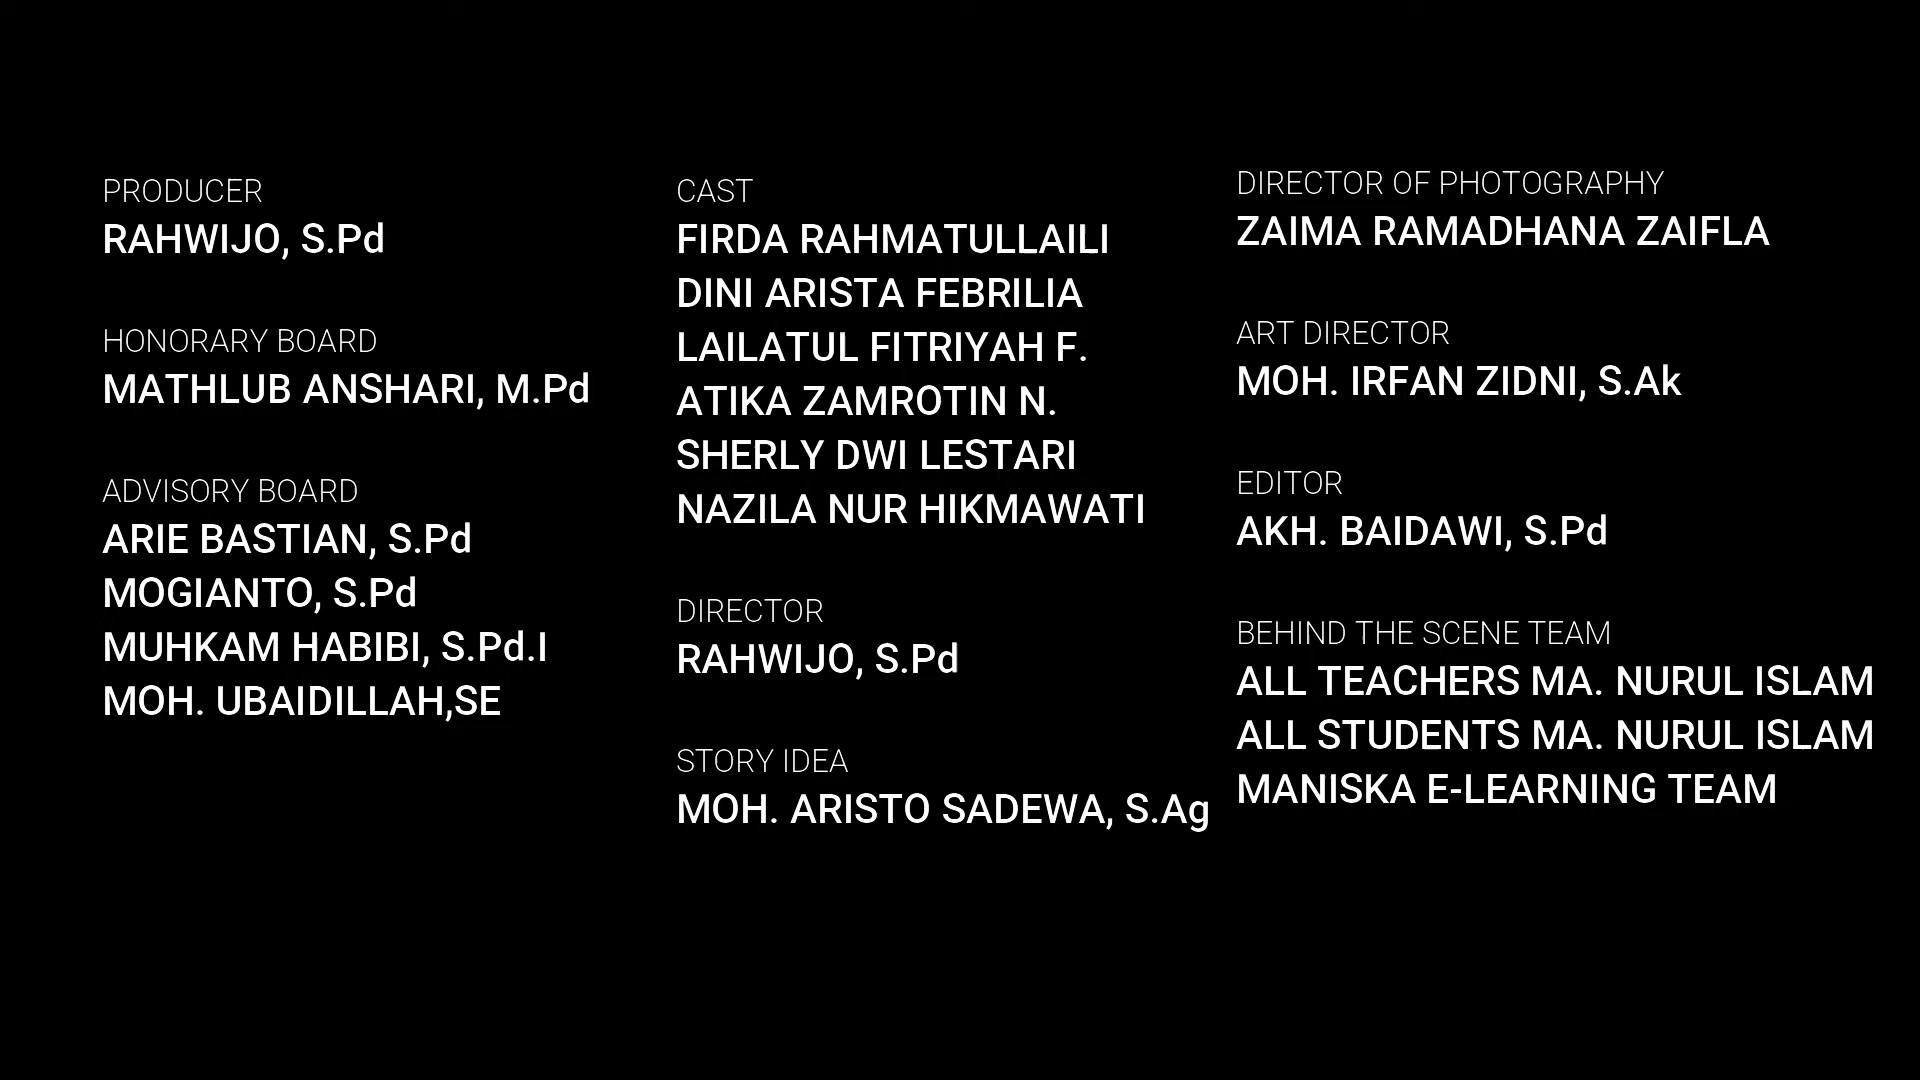 PRODUCER
RAHWIJO, S.Pd
HONORARY BOARD
MATHLUB ANSHARI, M.Pd
ADVISORY BOARD
ARIE BASTIAN, S.Pd
MOGIANTO, S.Pd
MUHKAM HABIBI, S.Pd.I
MOH. UBAIDILLAH,SE
CAST
FIRDA RAHMATULLAILI
DINI ARISTA FEBRILIA
LAILATUL FITRIYAH F.
ATIKA ZAMROTIN N.
SHERLY DWI LESTARI
NAZILA NUR HIKMAWATI
DIRECTOR
RAHWIJO, S.Pd
STORY IDEA
MOH. ARISTO SADEWA, S.Ag
DIRECTOR OF PHOTOGRAPHY
ZAIMA RAMADHANA ZAIFLA
ART DIRECTOR
MOH. IRFAN ZIDNI, S.Ak
EDITOR
AKH. BAIDAWI, S.Pd
BEHIND THE SCENE TEAM
ALL TEACHERS MA. NURUL ISLAM
ALL STUDENTS MA. NURUL ISLAM
MANISKA E-LEARNING TEAM